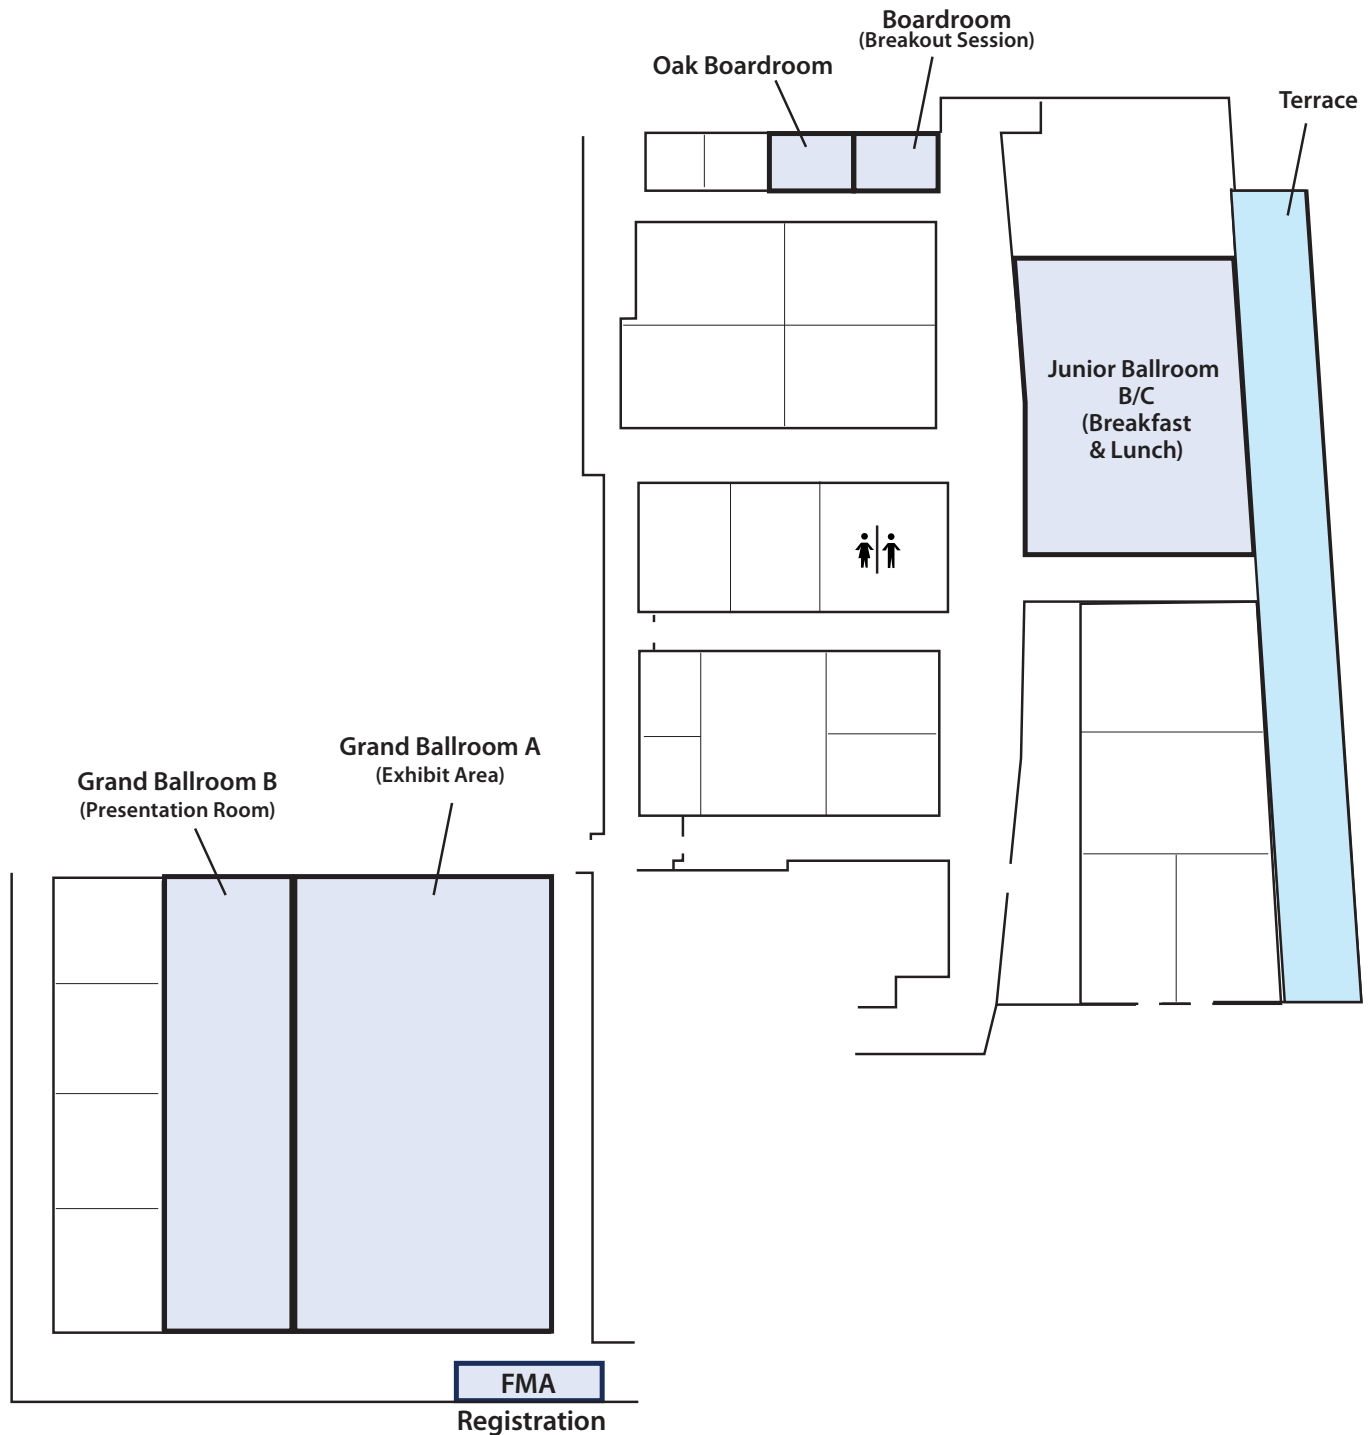 Boardroom
(Breakout Session)
Oak Boardroom
Terrace
Junior Ballroom
B/C
(Breakfast
& Lunch)
Grand Ballroom A
(Exhibit Area)
Grand Ballroom B
(Presentation Room)
FMA
Registration